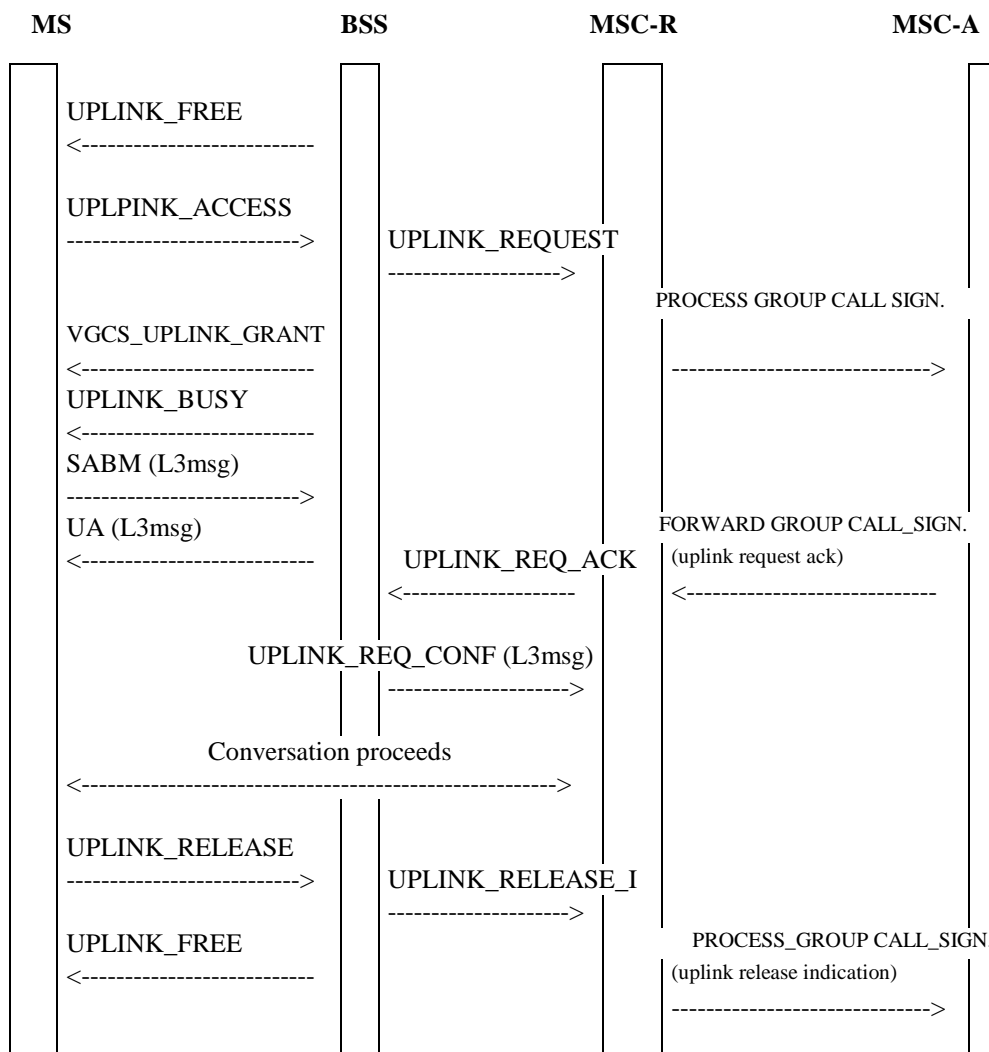 MS BSS MSC-R MSC-A
UPLINK_FREE
<---------------------------
UPLPINK_ACCESS
---------------------------> UPLINK_REQUEST
-------------------->
PROCESS GROUP CALL SIGN.
VGCS_UPLINK_GRANT
<--------------------------- ------------------------------>
UPLINK_BUSY
<---------------------------
SABM (L3msg)
--------------------------->
UA (L3msg) FORWARD GROUP CALL_SIGN.
<--------------------------- UPLINK_REQ_ACK (uplink request ack)
<-------------------- <-----------------------------
UPLINK_REQ_CONF (L3msg)
--------------------->
Conversation proceeds
<------------------------------------------------------->
UPLINK_RELEASE
---------------------------> UPLINK_RELEASE_I
--------------------->
UPLINK_FREE PROCESS_GROUP CALL_SIGN.
<--------------------------- (uplink release indication)
------------------------------>